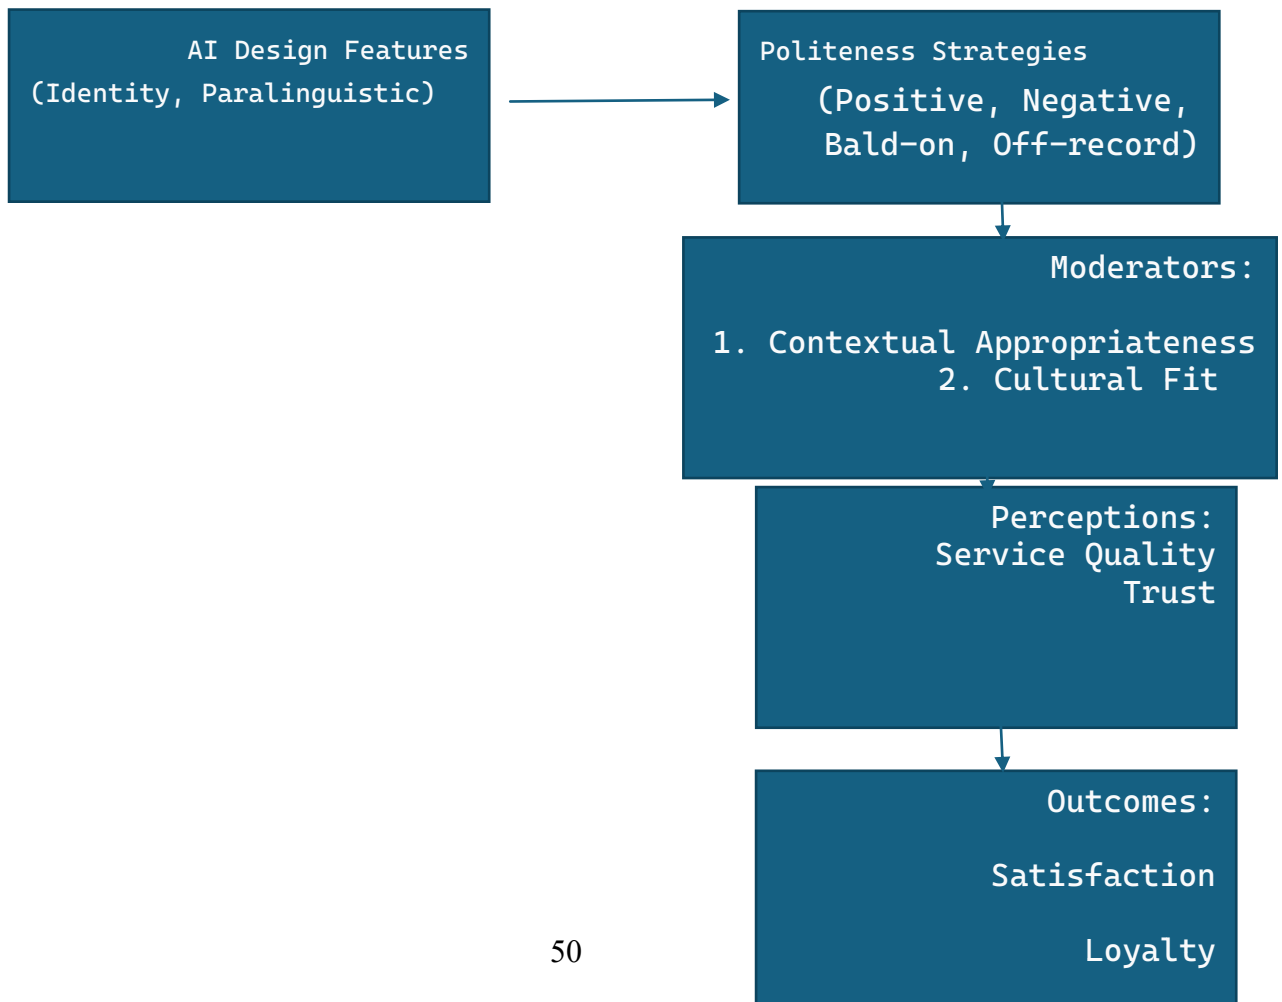 AI Design Features
(Identity, Paralinguistic)
Politeness Strategies
(Positive, Negative,
Bald-on, Off-record)
Moderators:
1. Contextual Appropriateness
2. Cultural Fit
Perceptions:
Service Quality
Trust
Outcomes:
Satisfaction
Loyalty
50